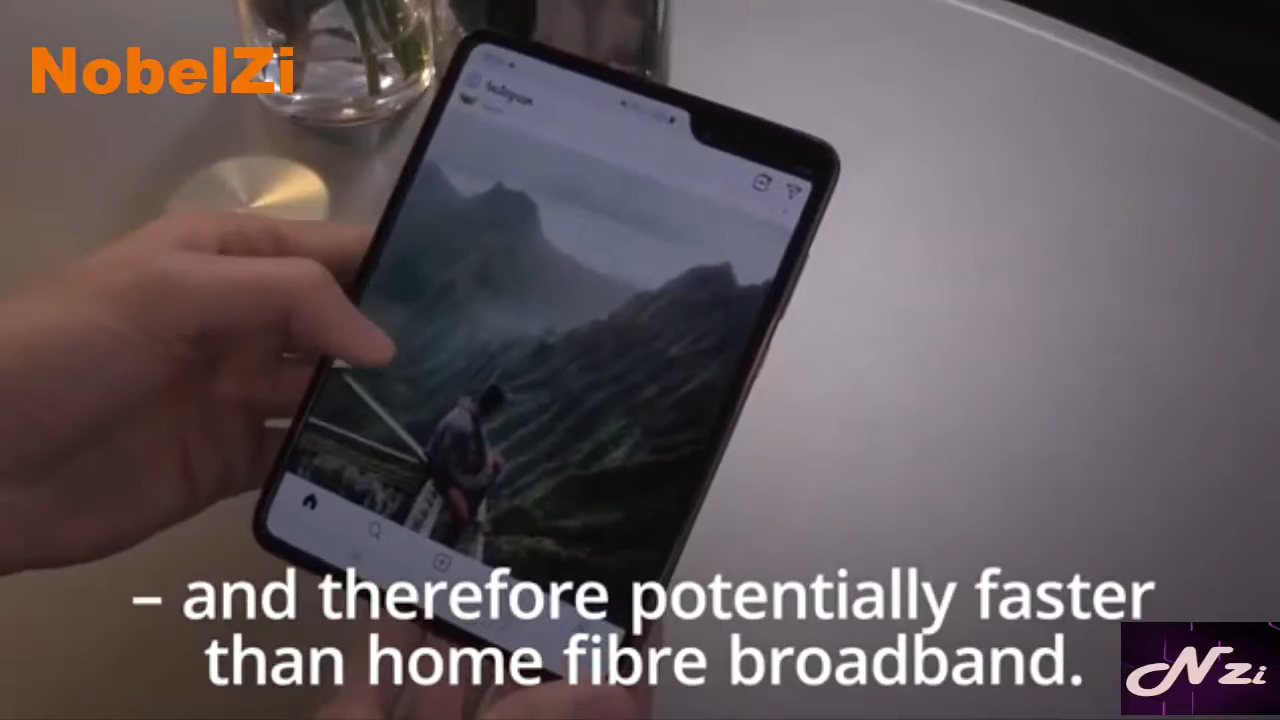 NobelZi
– and therefore potentially faster
than home fibre broadband.
NZi